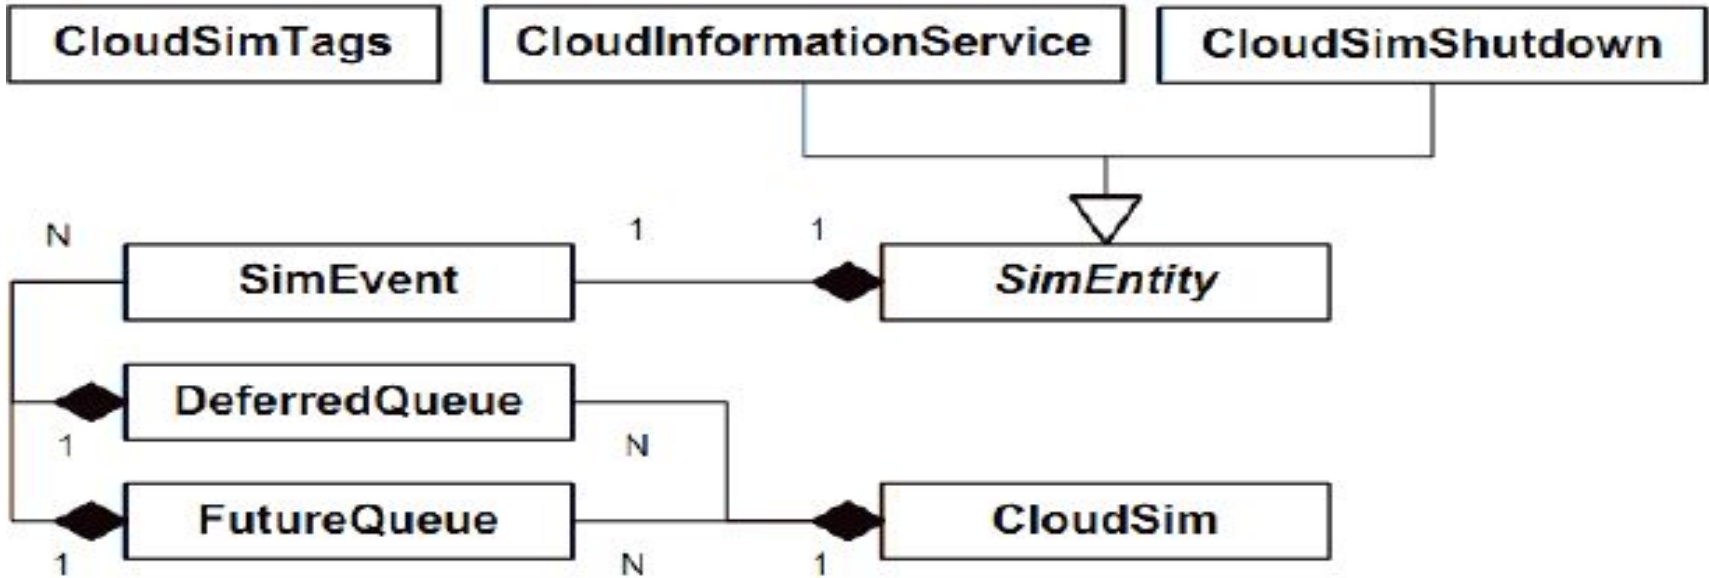 CloudSimTags
CloudInformationService
CloudSimShutdown
N
1
1
SimEvent
SimEntity
DeferredQueue
1
N
FutureQueue
CloudSim
1
N
1